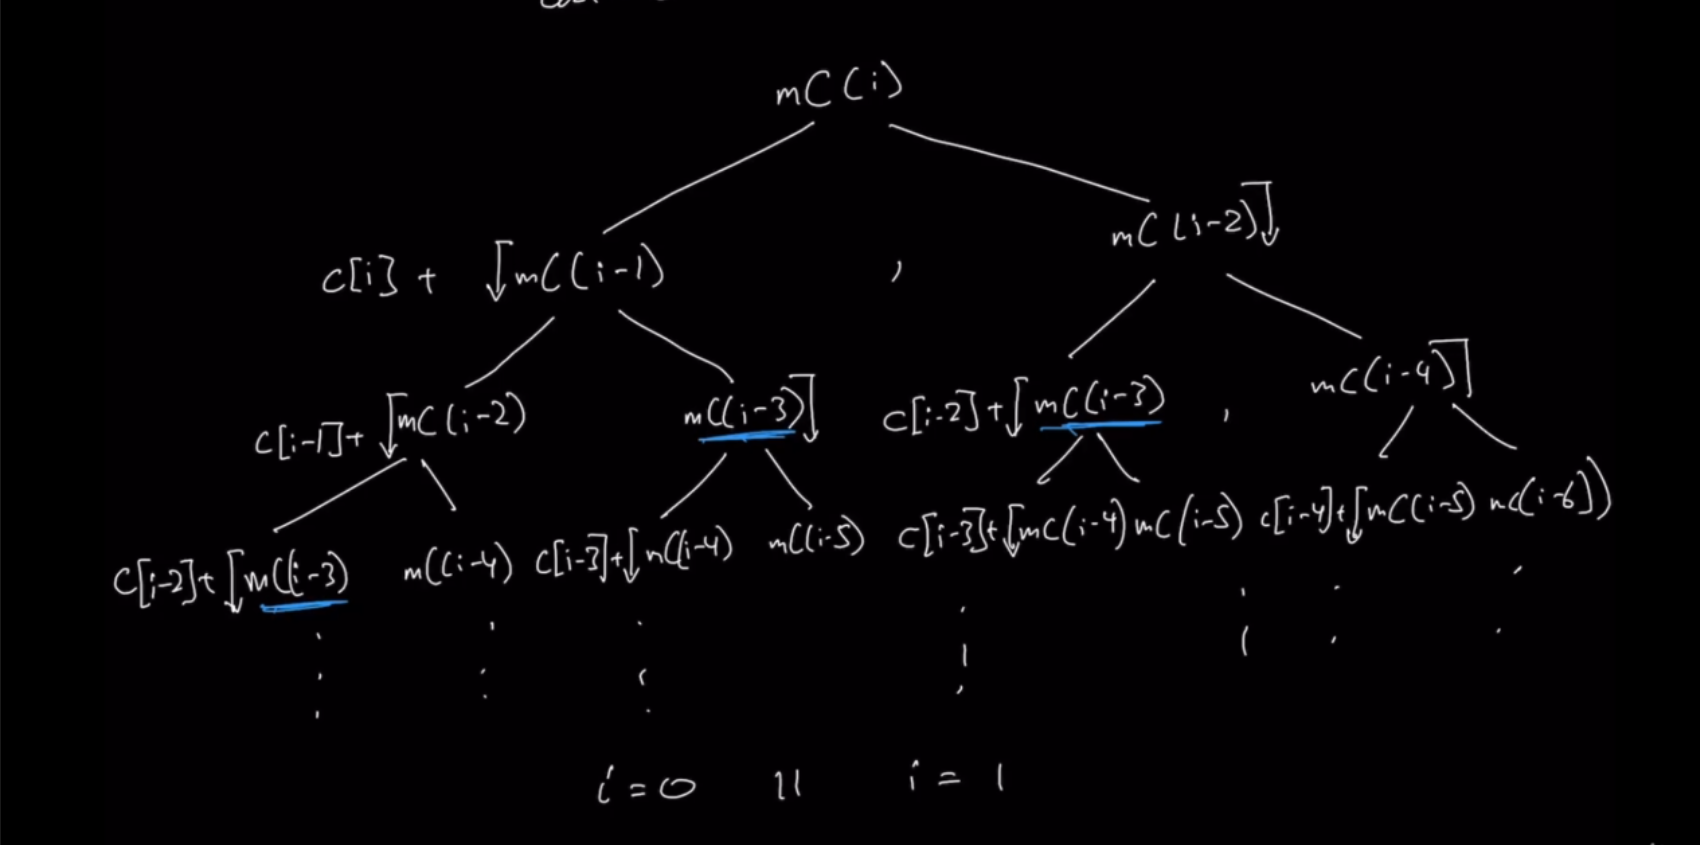 mC(i)
c[i] + ⌊mC(i-1) , mC(i-2)⌋
c[i-1] + ⌊mC(i-2) mC(i-3)⌋ c[i-2] + ⌊mC(i-3) , mC(i-4)⌋
c[i-2] + ⌊mC(i-3) mC(i-4) c[i-3] + ⌊mC(i-4) mC(i-5) c[i-3] + ⌊mC(i-4) mC(i-5) c[i-4] + ⌊mC(i-5) mC(i-6))
i = 0 || i = 1